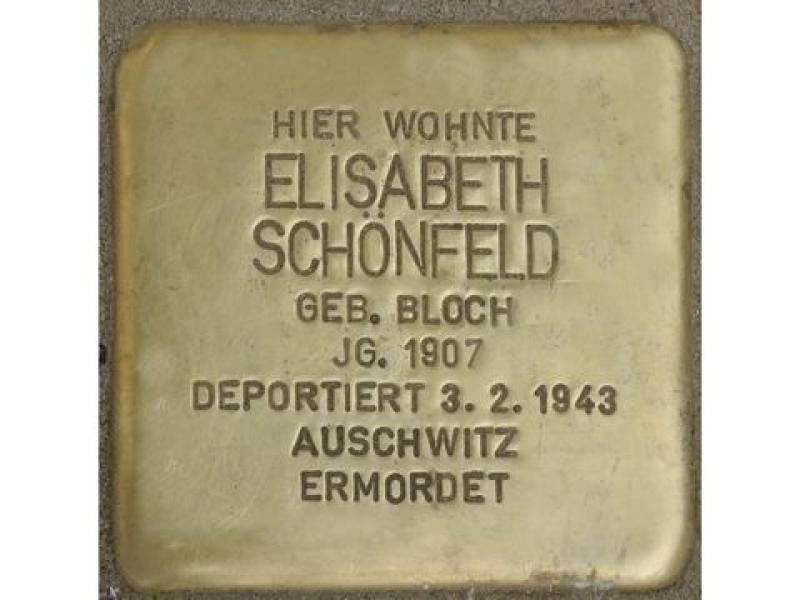 HIER WOHNTE
ELISABETH
SCHÖNFELD
GEB. BLOCH
JG. 1907
DEPORTIERT 3. 2. 1943
AUSCHWITZ
ERMORDET